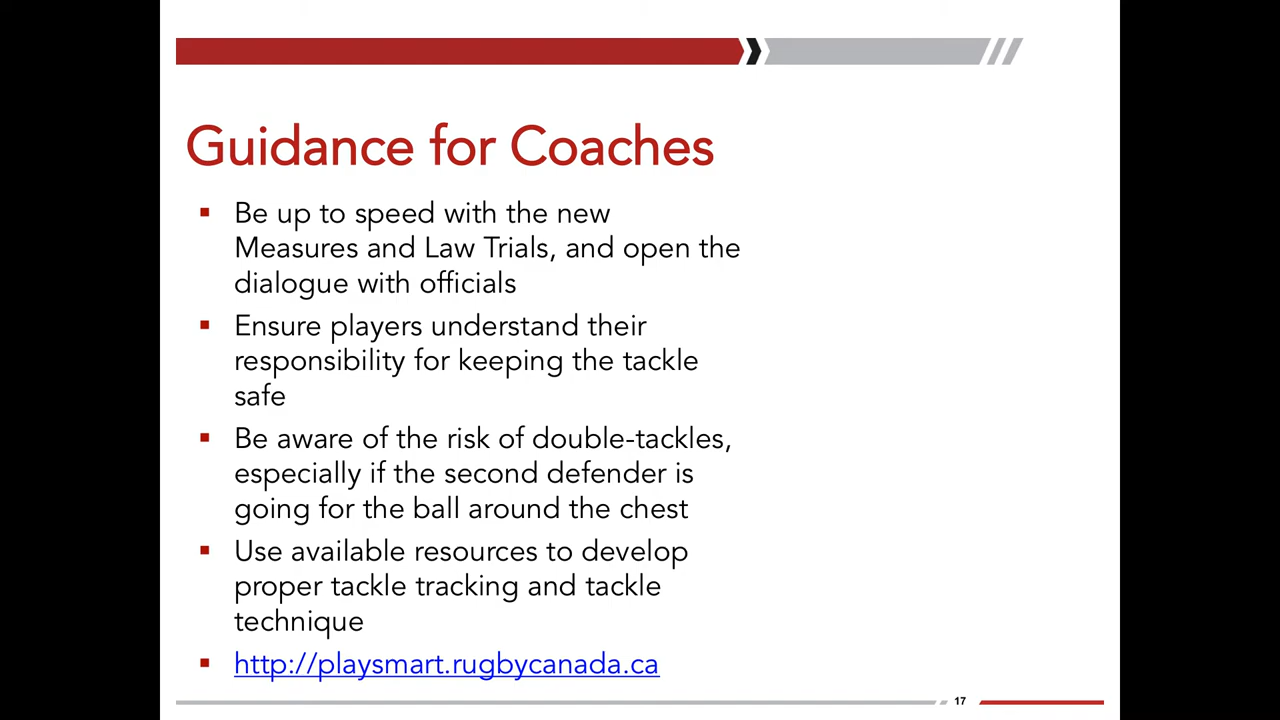 Guidance for Coaches
▪ Be up to speed with the new
Measures and Law Trials, and open the
dialogue with officials
▪ Ensure players understand their
responsibility for keeping the tackle
safe
▪ Be aware of the risk of double-tackles,
especially if the second defender is
going for the ball around the chest
▪ Use available resources to develop
proper tackle tracking and tackle
technique
▪ http://playsmart.rugbycanada.ca
17